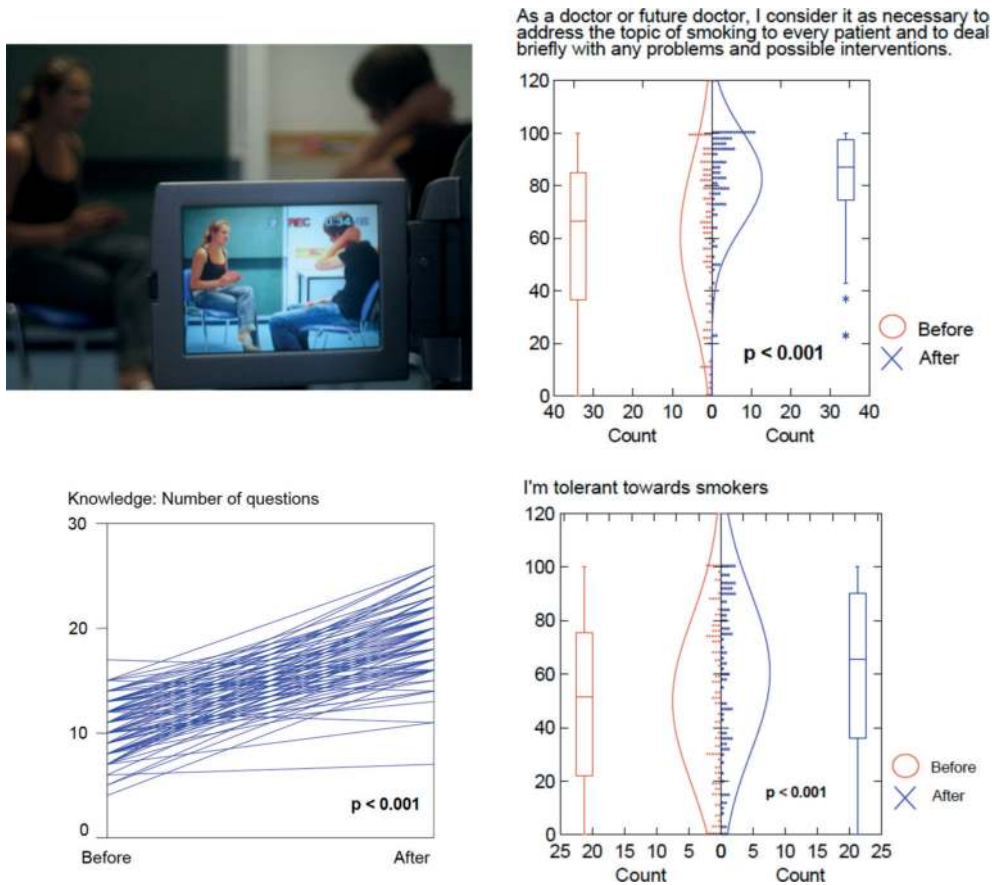 As a doctor or future doctor, I consider it as necessary to
address the topic of smoking to every patient and to deal
briefly with any problems and possible interventions.
REC
120
100
80
60
40
20
0
p < 0.001
Before
After
40 30 20 10 0 10 20 30 40
Count Count
Knowledge: Number of questions
30
20
10
0
p < 0.001
Before After
I'm tolerant towards smokers
120
100
80
60
40
20
0
p < 0.001
Before
After
25 20 15 10 5 0 5 10 15 20 25
Count Count